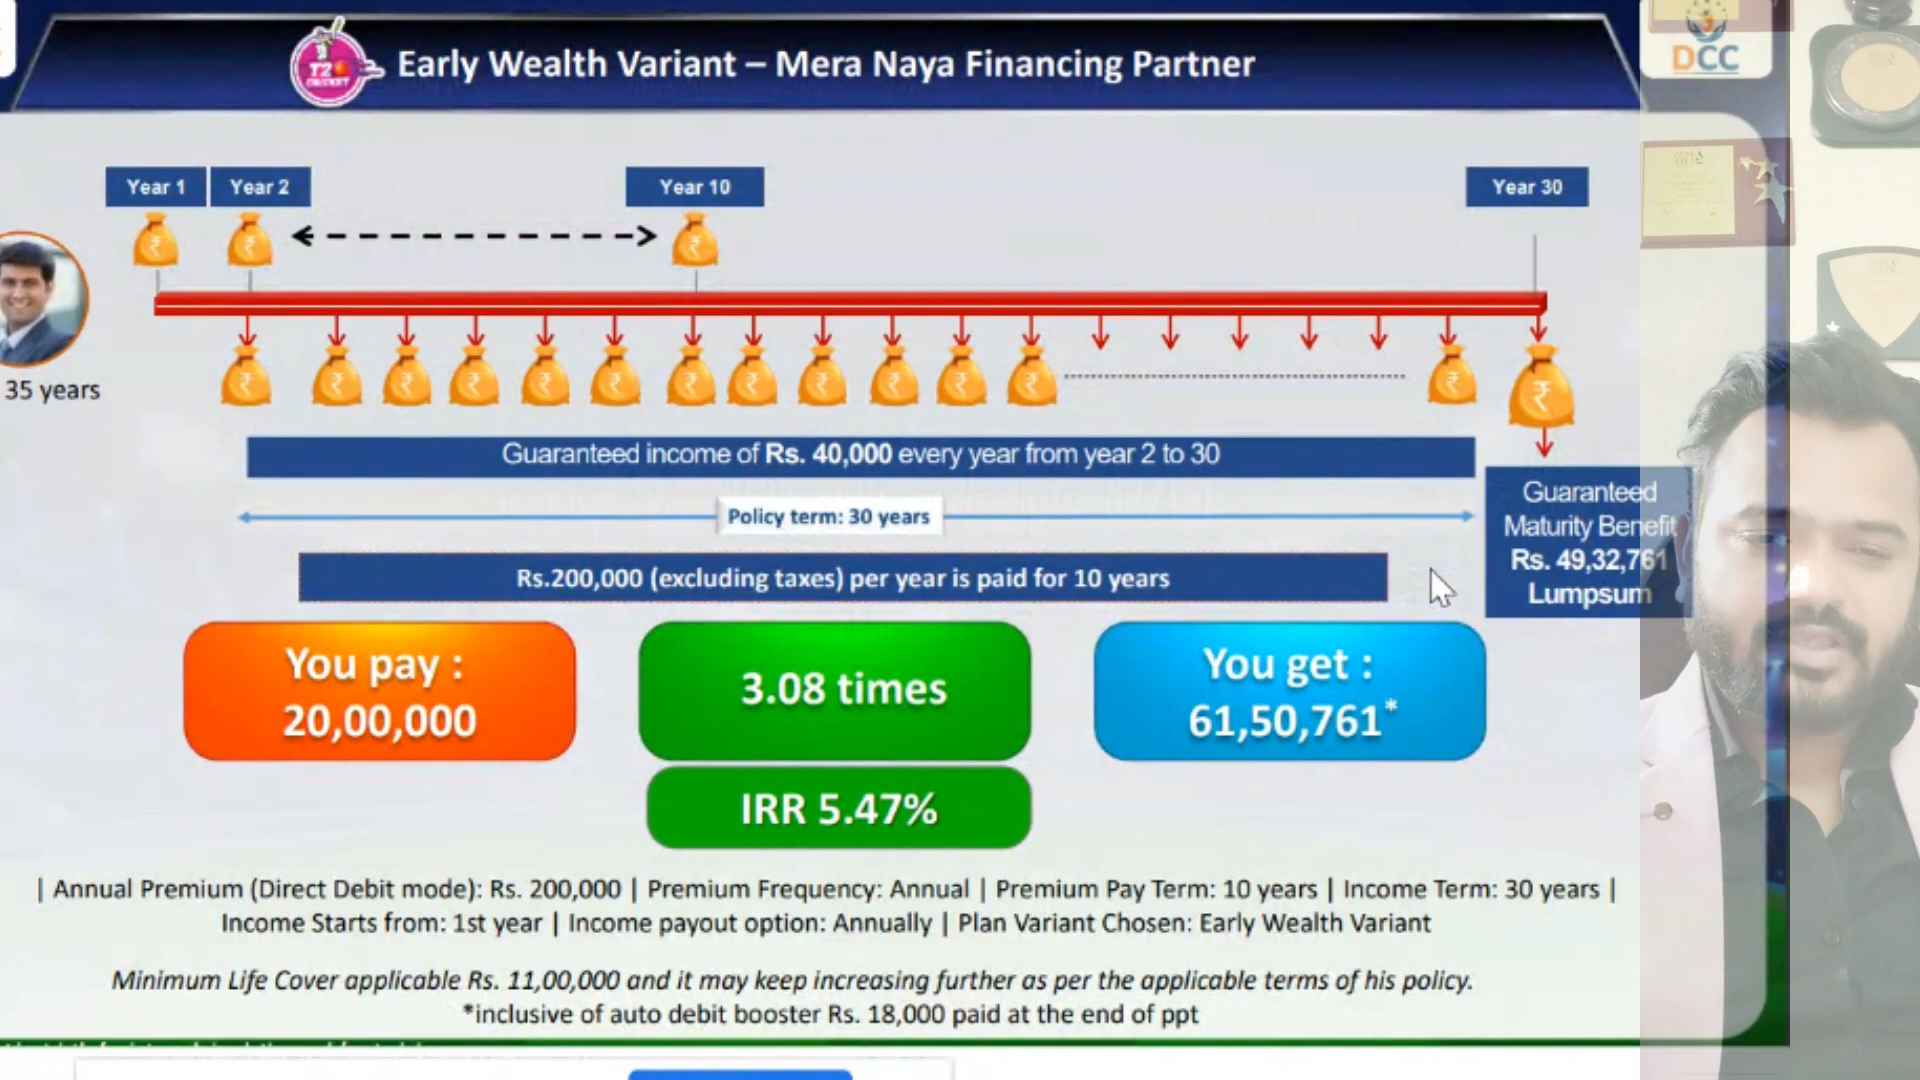 T20
CRICKET
Early Wealth Variant – Mera Naya Financing Partner
DCC
Year 1
Year 2
Year 10
Year 30
35 years
Guaranteed income of Rs. 40,000 every year from year 2 to 30
Policy term: 30 years
Rs.200,000 (excluding taxes) per year is paid for 10 years
Guaranteed
Maturity Benefit
Rs. 49,32,761
Lumpsum
You pay :
20,00,000
3.08 times
You get :
61,50,761*
IRR 5.47%
| Annual Premium (Direct Debit mode): Rs. 200,000 | Premium Frequency: Annual | Premium Pay Term: 10 years | Income Term: 30 years |
Income Starts from: 1st year | Income payout option: Annually | Plan Variant Chosen: Early Wealth Variant
Minimum Life Cover applicable Rs. 11,00,000 and it may keep increasing further as per the applicable terms of his policy.
*inclusive of auto debit booster Rs. 18,000 paid at the end of ppt